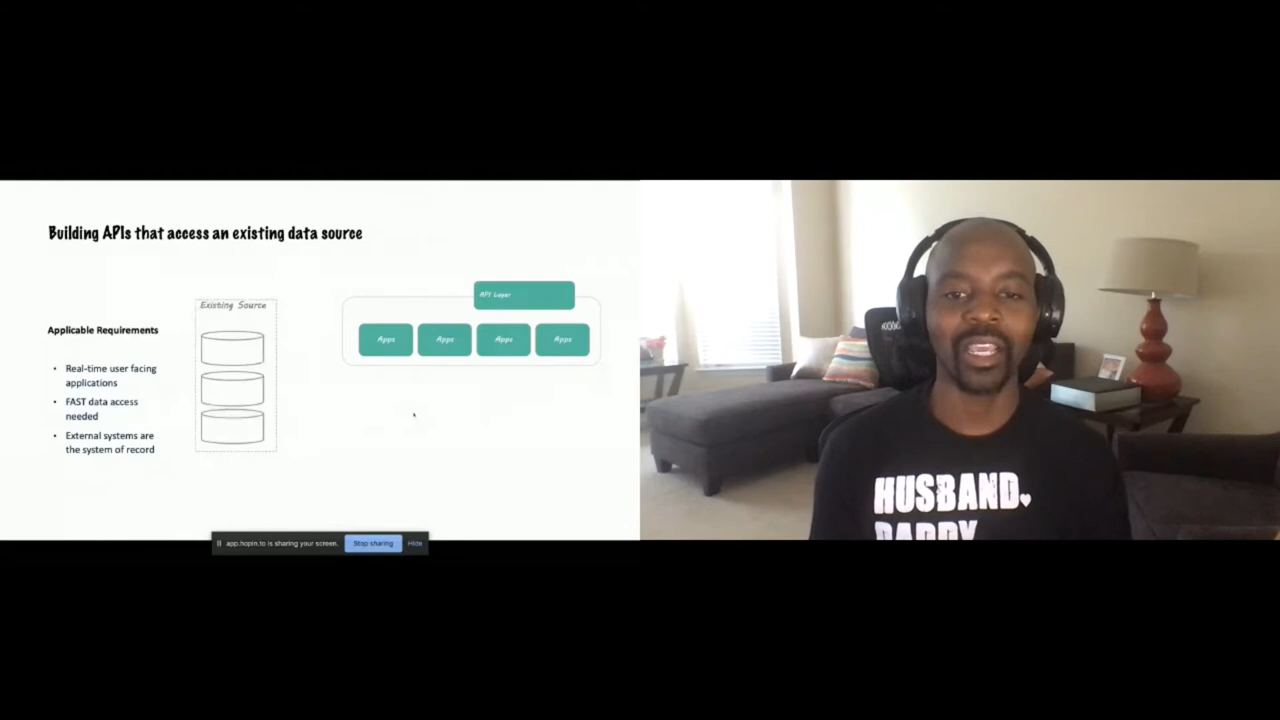 Building APIs that access an existing data source
Existing Source
API Layer
Applicable Requirements
Apps Apps Apps Apps
• Real-time user facing
applications
• FAST data access
needed
• External systems are
the system of record
app.hopin.to is sharing your screen. Stop sharing Hide
HUSBAND.
DADDY